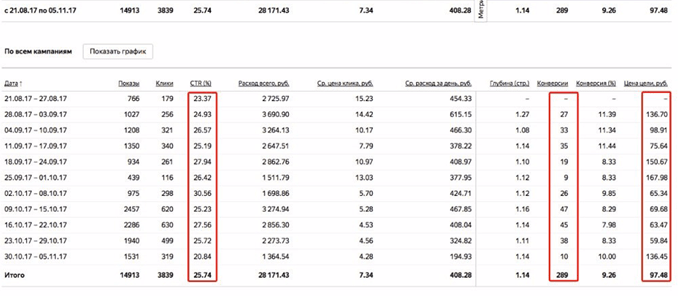 с 21.08.17 по 05.11.17 14913 3839 25.74 28 171.43 7.34 408.28 1.14 289 9.26 97.48
Метри
По всем кампаниям Показать график
Дата Показы Клики CTR (%) Расход всего, руб. Ср. цена клика, руб. Ср. расход за день, руб. Глубина (стр.) Конверсии Конверсия (%) Цена цели, руб.
21.08.17 – 27.08.17 766 179 23.37 2 725.97 15.23 454.33 – – – –
28.08.17 – 03.09.17 1027 256 24.93 3 690.90 14.42 615.15 1.27 27 11.39 136.70
04.09.17 – 10.09.17 1208 321 26.57 3 264.13 10.17 466.30 1.08 33 11.34 98.91
11.09.17 – 17.09.17 1350 340 25.19 2 647.51 7.79 378.22 1.14 35 11.44 75.64
18.09.17 – 24.09.17 934 261 27.94 2 862.76 10.97 408.97 1.10 19 8.33 150.67
25.09.17 – 01.10.17 439 116 26.42 1 511.79 13.03 377.95 1.12 9 8.33 167.98
02.10.17 – 08.10.17 975 298 30.56 1 698.86 5.70 424.71 1.12 26 9.85 65.34
09.10.17 – 15.10.17 2457 620 25.23 3 274.94 5.28 467.85 1.16 47 8.29 69.68
16.10.17 – 22.10.17 2286 630 27.56 2 856.30 4.53 408.04 1.14 45 7.98 63.47
23.10.17 – 29.10.17 1940 499 25.72 2 273.73 4.56 324.82 1.11 38 8.33 59.84
30.10.17 – 05.11.17 1531 319 20.84 1 364.54 4.28 194.93 1.14 10 10.00 136.45
Итого 14913 3839 25.74 28 171.43 7.34 408.28 1.14 289 9.26 97.48